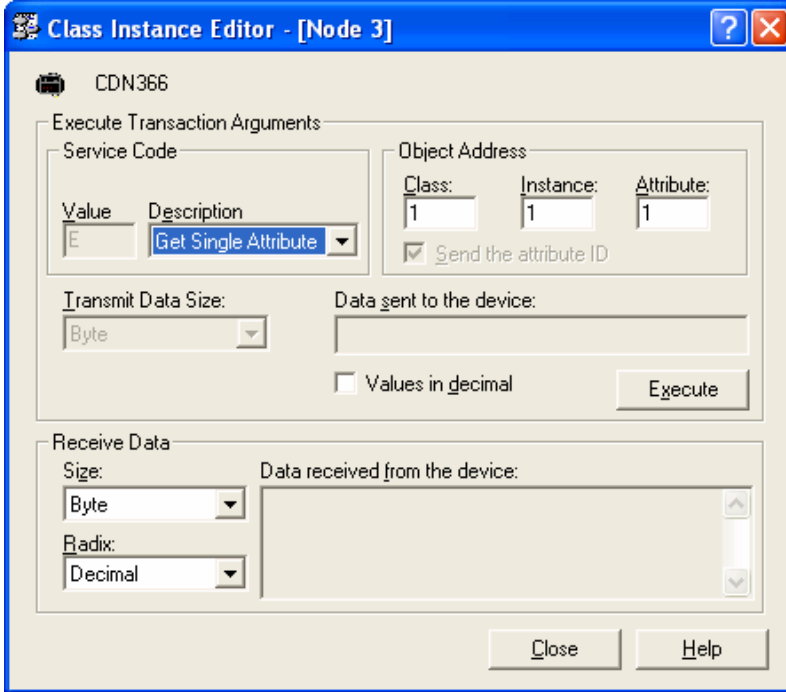 Class Instance Editor - [Node 3]
CDN366
Execute Transaction Arguments
Service Code
Value Description
E Get Single Attribute
Object Address
Class: Instance: Attribute:
1 1 1
Send the attribute ID
Transmit Data Size:
Byte
Data sent to the device:
Values in decimal
Execute
Receive Data
Size:
Byte
Radix:
Decimal
Data received from the device:
Close Help